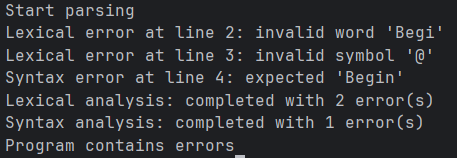 Start parsing
Lexical error at line 2: invalid word 'Begi'
Lexical error at line 3: invalid symbol '@'
Syntax error at line 4: expected 'Begin'
Lexical analysis: completed with 2 error(s)
Syntax analysis: completed with 1 error(s)
Program contains errors